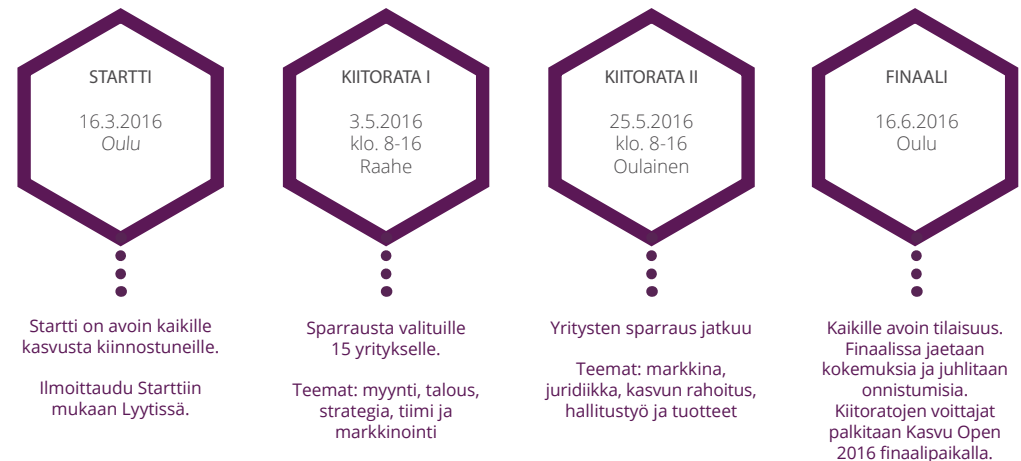 STARTTI
16.3.2016
Oulu
Startti on avoin kaikille
kasvusta kiinnostuneille.
Ilmoittaudu Starttiin
mukaan Lyytissä.
KIITORATA I
3.5.2016
klo. 8-16
Raahe
Sparrausta valituille
15 yritykselle.
Teemat: myynti, talous,
strategia, tiimi ja
markkinointi
KIITORATA II
25.5.2016
klo. 8-16
Oulainen
Yritysten sparraus jatkuu
Teemat: markkina,
juridiikka, kasvun rahoitus,
hallitustyö ja tuotteet
FINAALI
16.6.2016
Oulu
Kaikille avoin tilaisuus.
Finaalissa jaetaan
kokemuksia ja juhlitaan
onnistumisia.
Kiitoratojen voittajat
palkitaan Kasvu Open
2016 finaalipaikalla.